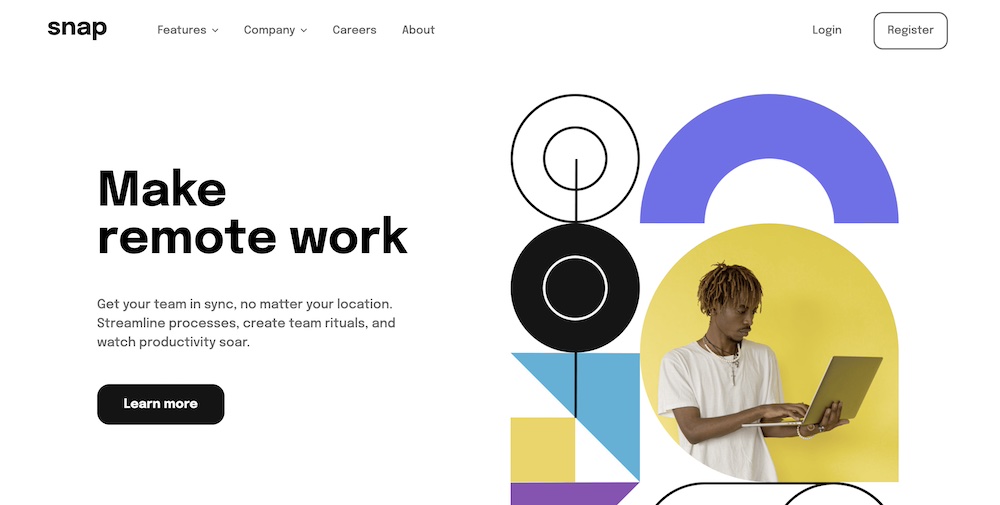 snap
Features
Company
Careers
About
Login
Register
Make
remote work
Get your team in sync, no matter your location.
Streamline processes, create team rituals, and
watch productivity soar.
Learn more